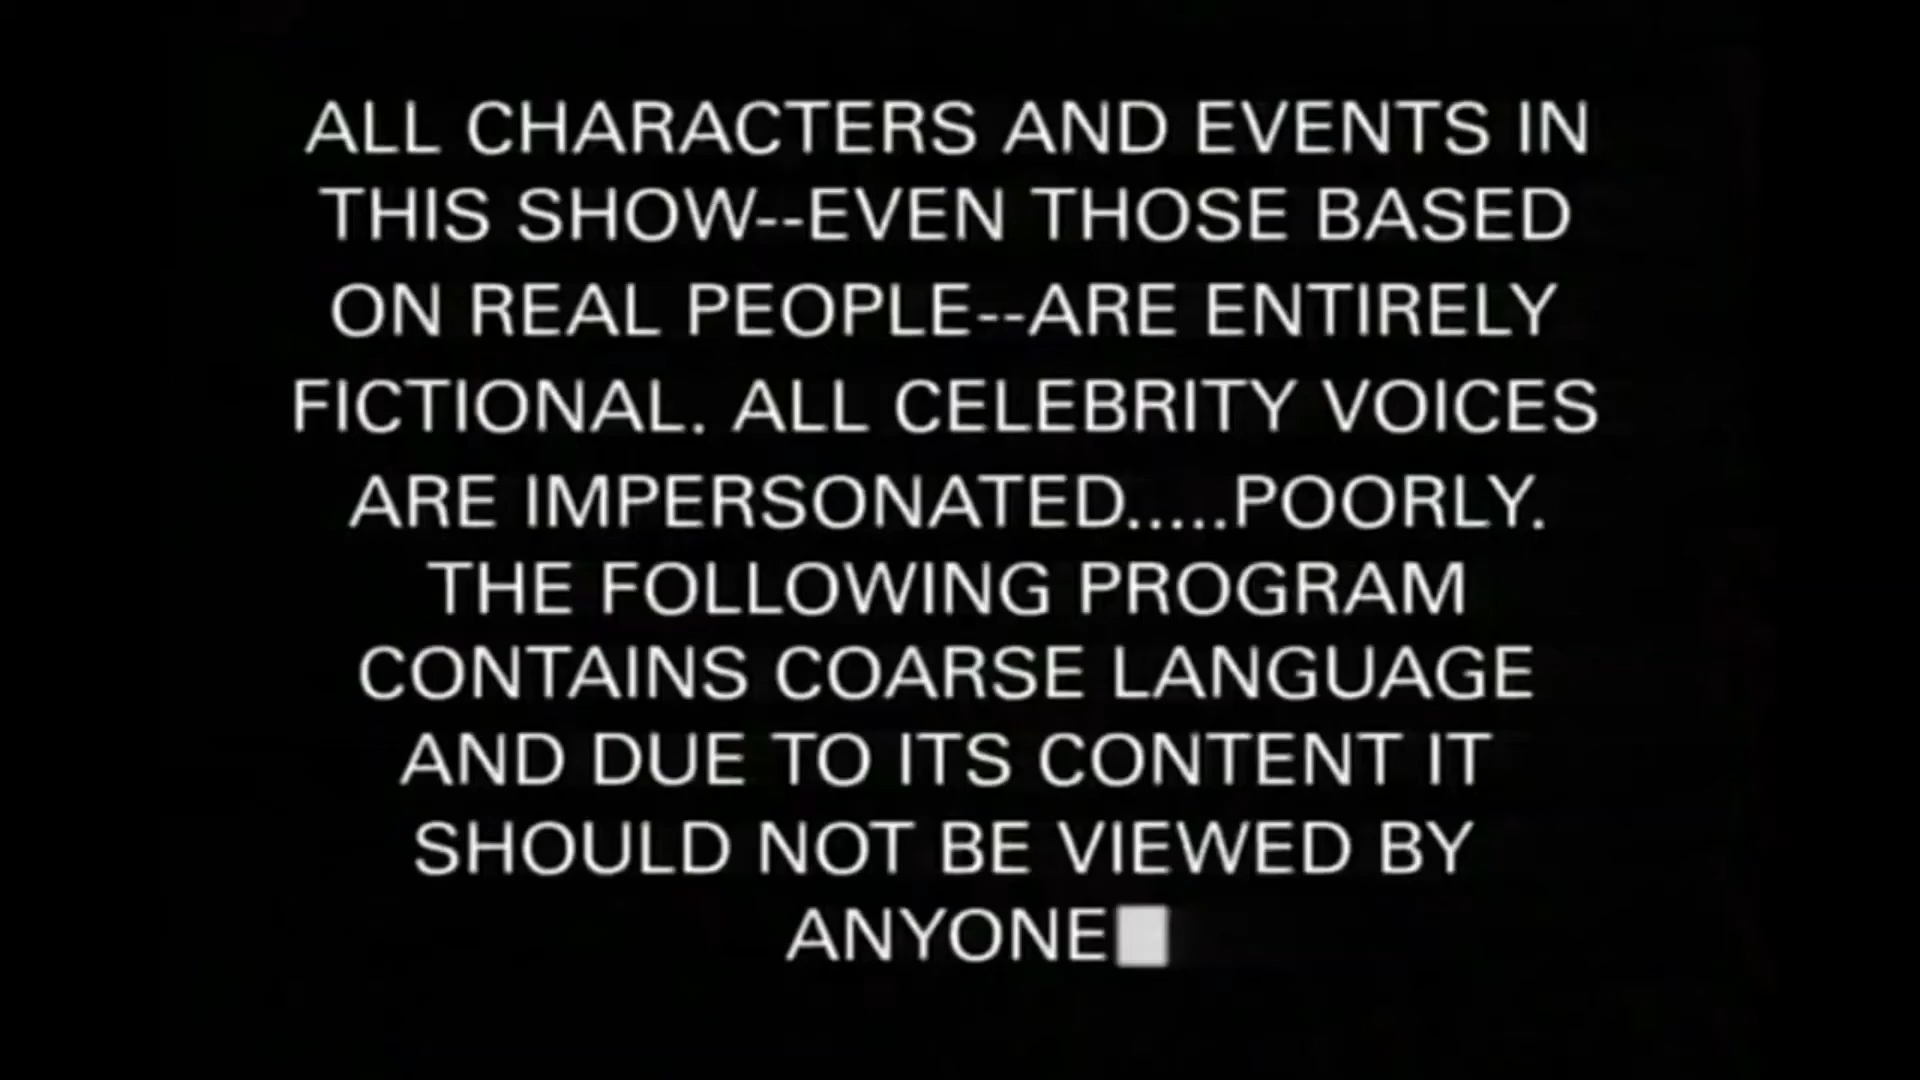 ALL CHARACTERS AND EVENTS IN
THIS SHOW--EVEN THOSE BASED
ON REAL PEOPLE--ARE ENTIRELY
FICTIONAL. ALL CELEBRITY VOICES
ARE IMPERSONATED.....POORLY.
THE FOLLOWING PROGRAM
CONTAINS COARSE LANGUAGE
AND DUE TO ITS CONTENT IT
SHOULD NOT BE VIEWED BY
ANYONE■